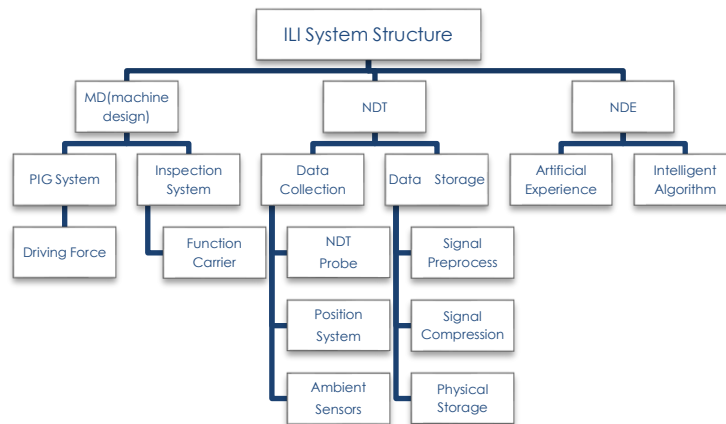 ILI System Structure
MD(machine
design)
NDT
NDE
PIG System
Inspection
System
Data
Collection
Data Storage
Artificial
Experience
Intelligent
Algorithm
Driving Force
Function
Carrier
NDT
Probe
Signal
Preprocess
Position
System
Signal
Compression
Ambient
Sensors
Physical
Storage